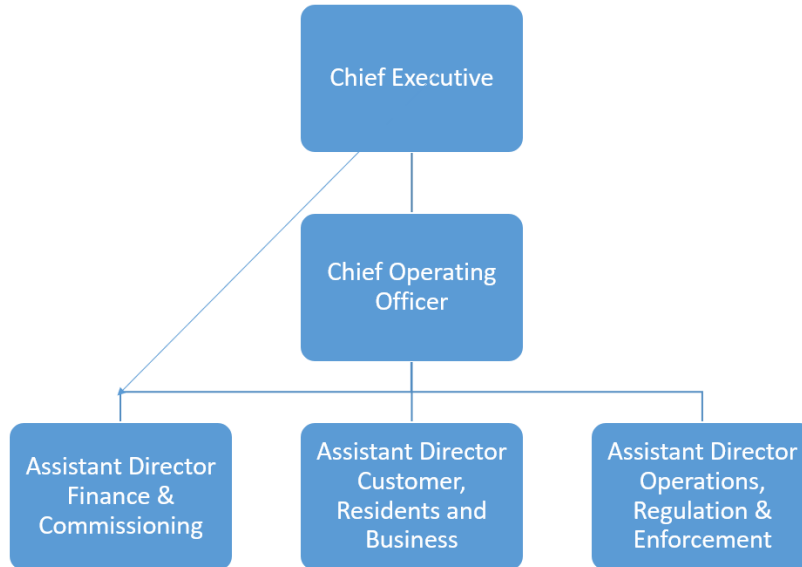 Chief Executive
Chief Operating
Officer
Assistant Director
Finance &
Commissioning
Assistant Director
Customer,
Residents and
Business
Assistant Director
Operations,
Regulation &
Enforcement